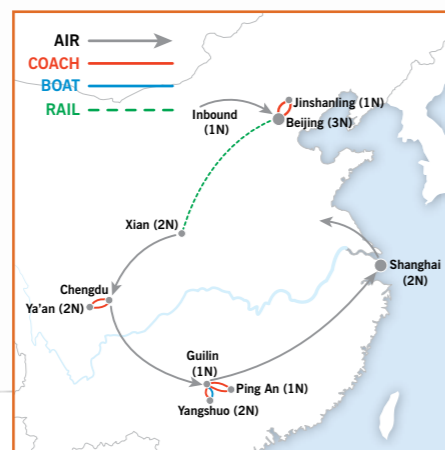 AIR
COACH
BOAT
RAIL
Inbound
(1N)
Jinshanling (1N)
Beijing (3N)
Xian (2N)
Chengdu
Ya'an (2N)
Shanghai
(2N)
Guilin
(1N)
Ping An (1N)
Yangshuo (2N)